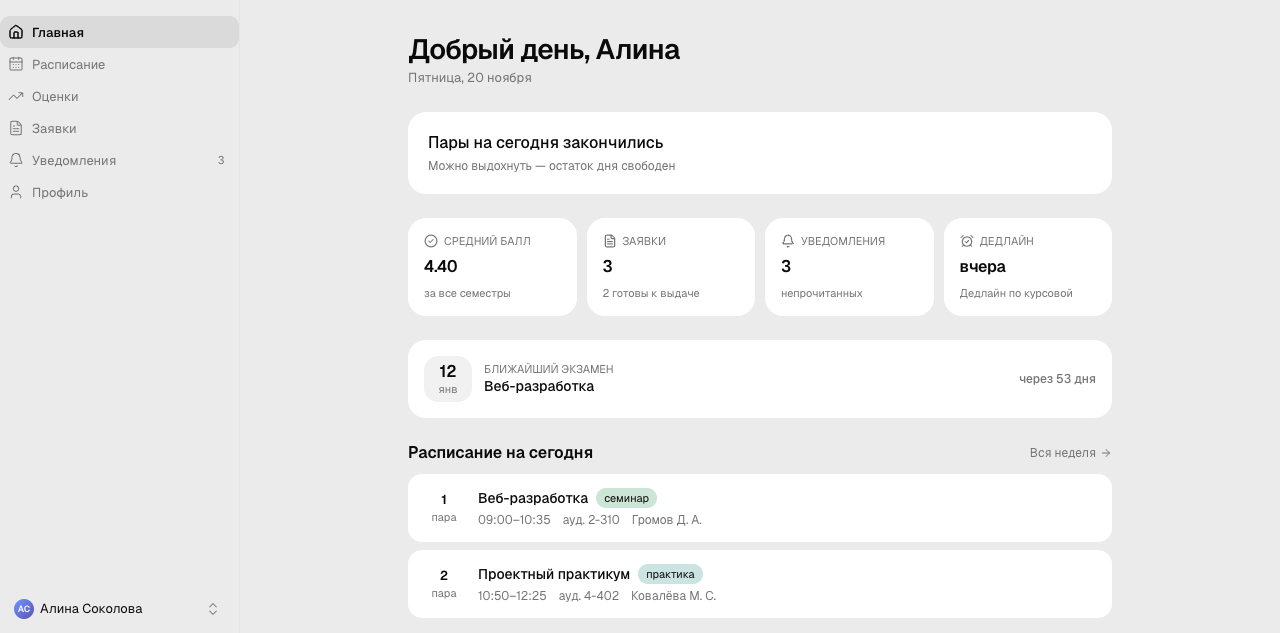 Главная
Расписание
Оценки
Заявки
Уведомления 3
Профиль
АС Алина Соколова
Добрый день, Алина
Пятница, 20 ноября
Пары на сегодня закончились
Можно выдохнуть — остаток дня свободен
СРЕДНИЙ БАЛЛ
4.40
за все семестры
ЗАЯВКИ
3
2 готовы к выдаче
УВЕДОМЛЕНИЯ
3
непрочитанных
ДЕДЛАЙН
вчера
Дедлайн по курсовой
12
янв
БЛИЖАЙШИЙ ЭКЗАМЕН
Веб-разработка
через 53 дня
Расписание на сегодня
Вся неделя →
1
пара
Веб-разработка семинар
09:00–10:35 ауд. 2-310 Громов Д. А.
2
пара
Проектный практикум практика
10:50–12:25 ауд. 4-402 Ковалёва М. С.